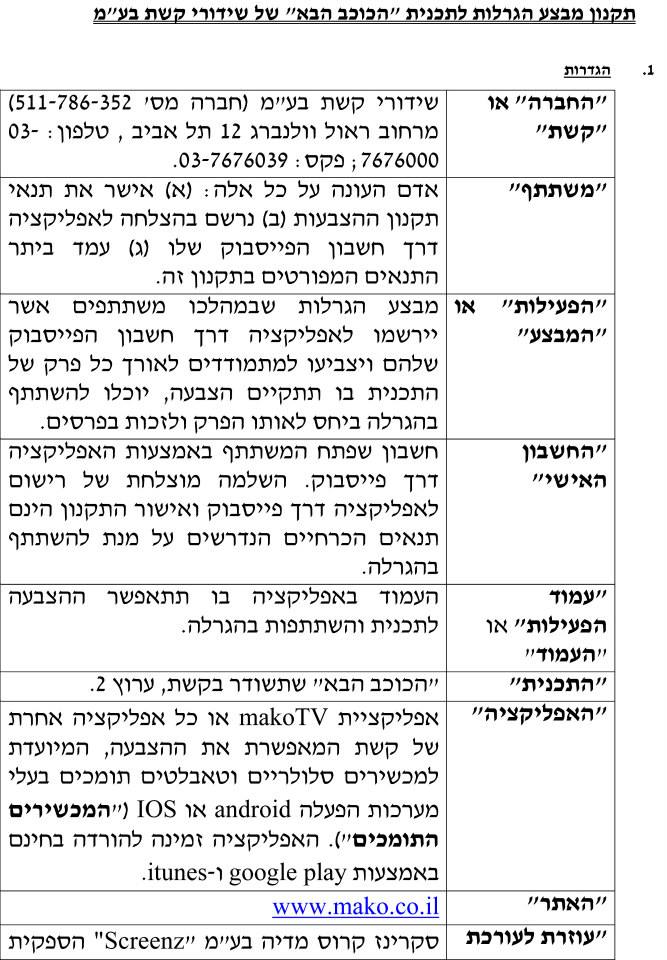 תקנון מבצע הגרלות לתכנית "הכוכב הבא" של שידורי קשת בע"מ
1. הגדרות
"החברה" או "קשת"
שידורי קשת בע"מ (חברה מס' 511-786-352)
מרחוב ראול וולנברג 12 תל אביב , טלפון: 03-
7676000; פקס: 03-7676039.
"משתתף"
אדם העונה על כל אלה: (א) אישר את תנאי
תקנון ההצבעות (ב) נרשם בהצלחה לאפליקציה
דרך חשבון הפייסבוק שלו (ג) עמד ביתר
התנאים המפורטים בתקנון זה.
"הפעילות" או
"המבצע"
מבצע הגרלות שבמהלכו משתתפים אשר
יירשמו לאפליקציה דרך חשבון הפייסבוק
שלהם ויצביעו למתמודדים לאורך כל פרק של
התכנית בו תתקיים הצבעה, יוכלו להשתתף
בהגרלה ביחס לאותו הפרק ולזכות בפרסים.
"החשבון
האישי"
חשבון שפתח המשתתף באמצעות האפליקציה
דרך פייסבוק. השלמה מוצלחת של רישום
לאפליקציה דרך פייסבוק ואישור התקנון הינם
תנאים הכרחיים הנדרשים על מנת להשתתף
בהגרלה.
"עמוד
הפעילות" או
"העמוד"
העמוד באפליקציה בו תתאפשר ההצבעה
לתכנית והשתתפות בהגרלה.
"התכנית"
"הכוכב הבא" שתשודר בקשת, ערוץ 2.
"האפליקציה"
אפליקציית makoTV או כל אפליקציה אחרת
של קשת המאפשרת את ההצבעה, המיועדת
למכשירים סלולריים וטאבלטים תומכים בעלי
מערכות הפעלה android או IOS ("המכשירים
התומכים"). האפליקציה זמינה להורדה בחינם
באמצעות google play ו-itunes.
"האתר"
www.mako.co.il
"עוזרת לעורכת
סקרינז קרוס מדיה בע"מ "Screenz" הספקית